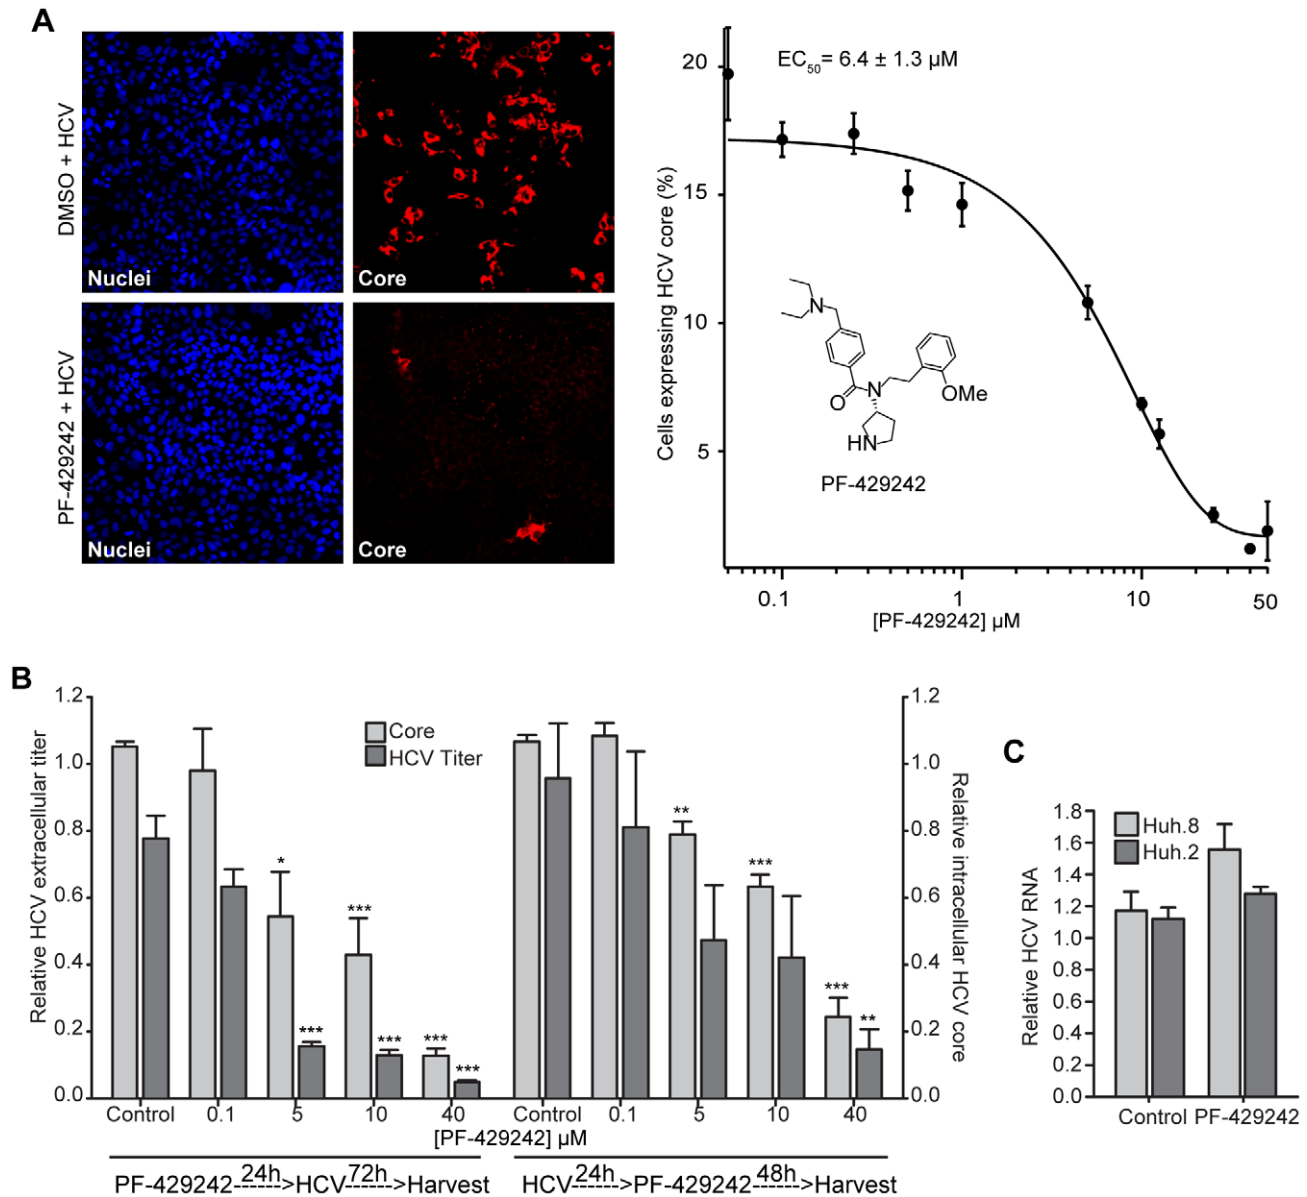 A
DMSO + HCV
Nuclei
Core
PF-429242 + HCV
Nuclei
Core
Cells expressing HCV core (%)
20
15
10
5
EC50= 6.4 ± 1.3 µM
N
O
N
OMe
HN
PF-429242
0.1
1
10
50
[PF-429242] µM
B
Relative HCV extracellular titer
1.2
1.0
0.8
0.6
0.4
0.2
0.0
Core
HCV Titer
*
***
***
***
***
***
**
***
***
**
1.2
1.0
0.8
0.6
0.4
0.2
0.0
Relative intracellular HCV core
Control 0.1 5 10 40 Control 0.1 5 10 40
[PF-429242] µM
PF-429242------>HCV------>Harvest
24h 72h
HCV------>PF-429242------>Harvest
24h 48h
C
Relative HCV RNA
1.8
1.6
1.4
1.2
1.0
0.8
0.6
0.4
0.2
0.0
Huh.8
Huh.2
Control PF-429242